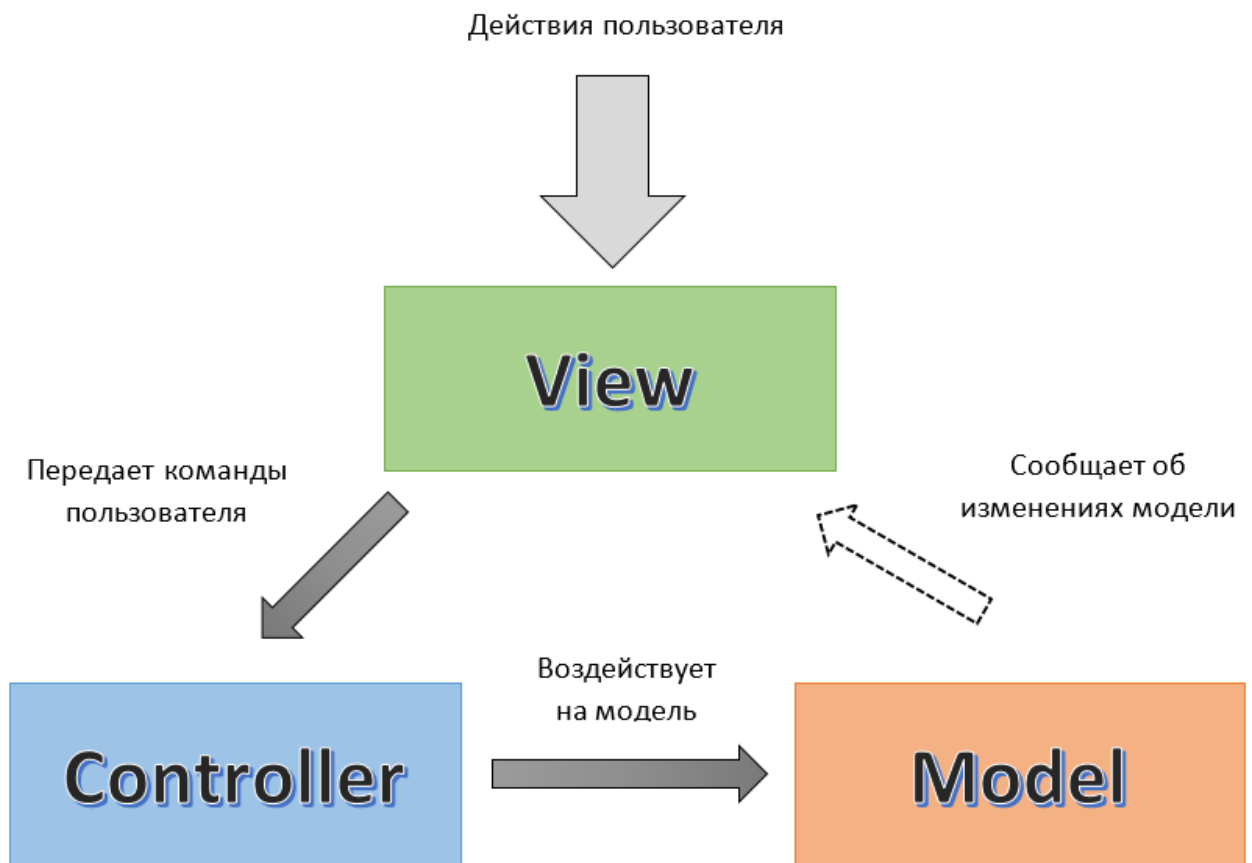 Действия пользователя
View
Передает команды
пользователя
Сообщает об
изменениях модели
Воздействует
на модель
Controller
Model